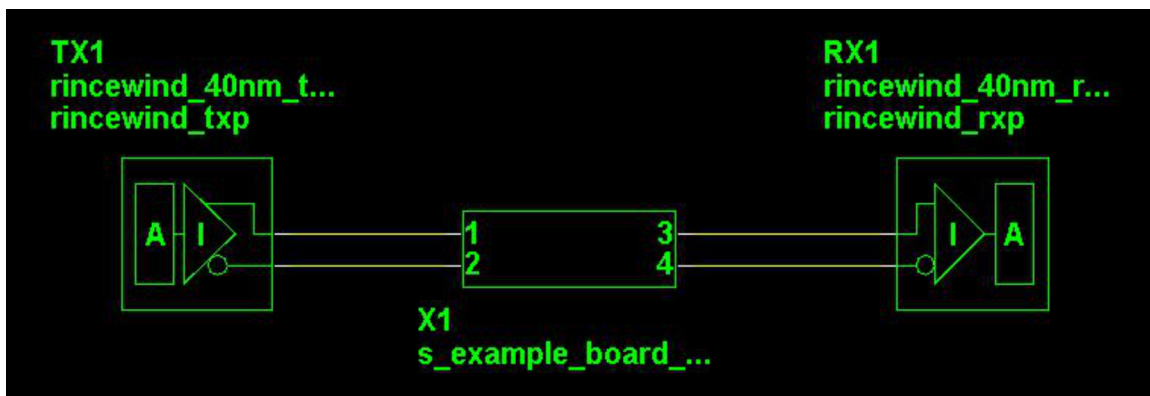 TX1
rincewind_40nm_t...
rincewind_txp
RX1
rincewind_40nm_r...
rincewind_rxp
A
I
1
2
3
4
I
A
X1
s_example_board_...